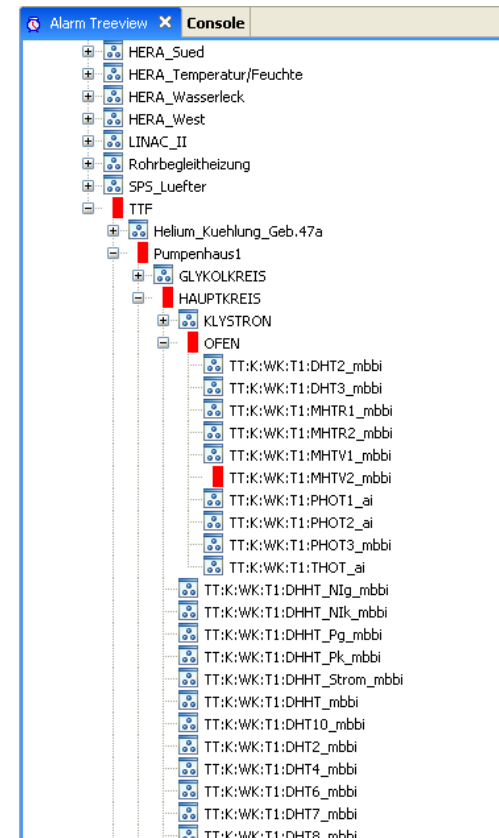 Alarm Treeview Console
HERA_Sued
HERA_Temperatur/Feuchte
HERA_Wasserleck
HERA_West
LINAC_II
Rohrbegleitheizung
SPS_Luefter
TTF
Helium_Kuehlung_Geb.47a
Pumpenhaus1
GLYKOLKREIS
HAUPTKREIS
KLYSTRON
OFEN
TT:K:WK:T1:DHT2_mbbi
TT:K:WK:T1:DHT3_mbbi
TT:K:WK:T1:MHTR1_mbbi
TT:K:WK:T1:MHTR2_mbbi
TT:K:WK:T1:MHTV1_mbbi
TT:K:WK:T1:MHTV2_mbbi
TT:K:WK:T1:PHOT1_ai
TT:K:WK:T1:PHOT2_ai
TT:K:WK:T1:PHOT3_mbbi
TT:K:WK:T1:THOT_ai
TT:K:WK:T1:DHHT_NIg_mbbi
TT:K:WK:T1:DHHT_NIk_mbbi
TT:K:WK:T1:DHHT_Pg_mbbi
TT:K:WK:T1:DHHT_Pk_mbbi
TT:K:WK:T1:DHHT_Strom_mbbi
TT:K:WK:T1:DHHT_mbbi
TT:K:WK:T1:DHT10_mbbi
TT:K:WK:T1:DHT2_mbbi
TT:K:WK:T1:DHT4_mbbi
TT:K:WK:T1:DHT6_mbbi
TT:K:WK:T1:DHT7_mbbi
TT:K:WK:T1:DHT8_mbbi